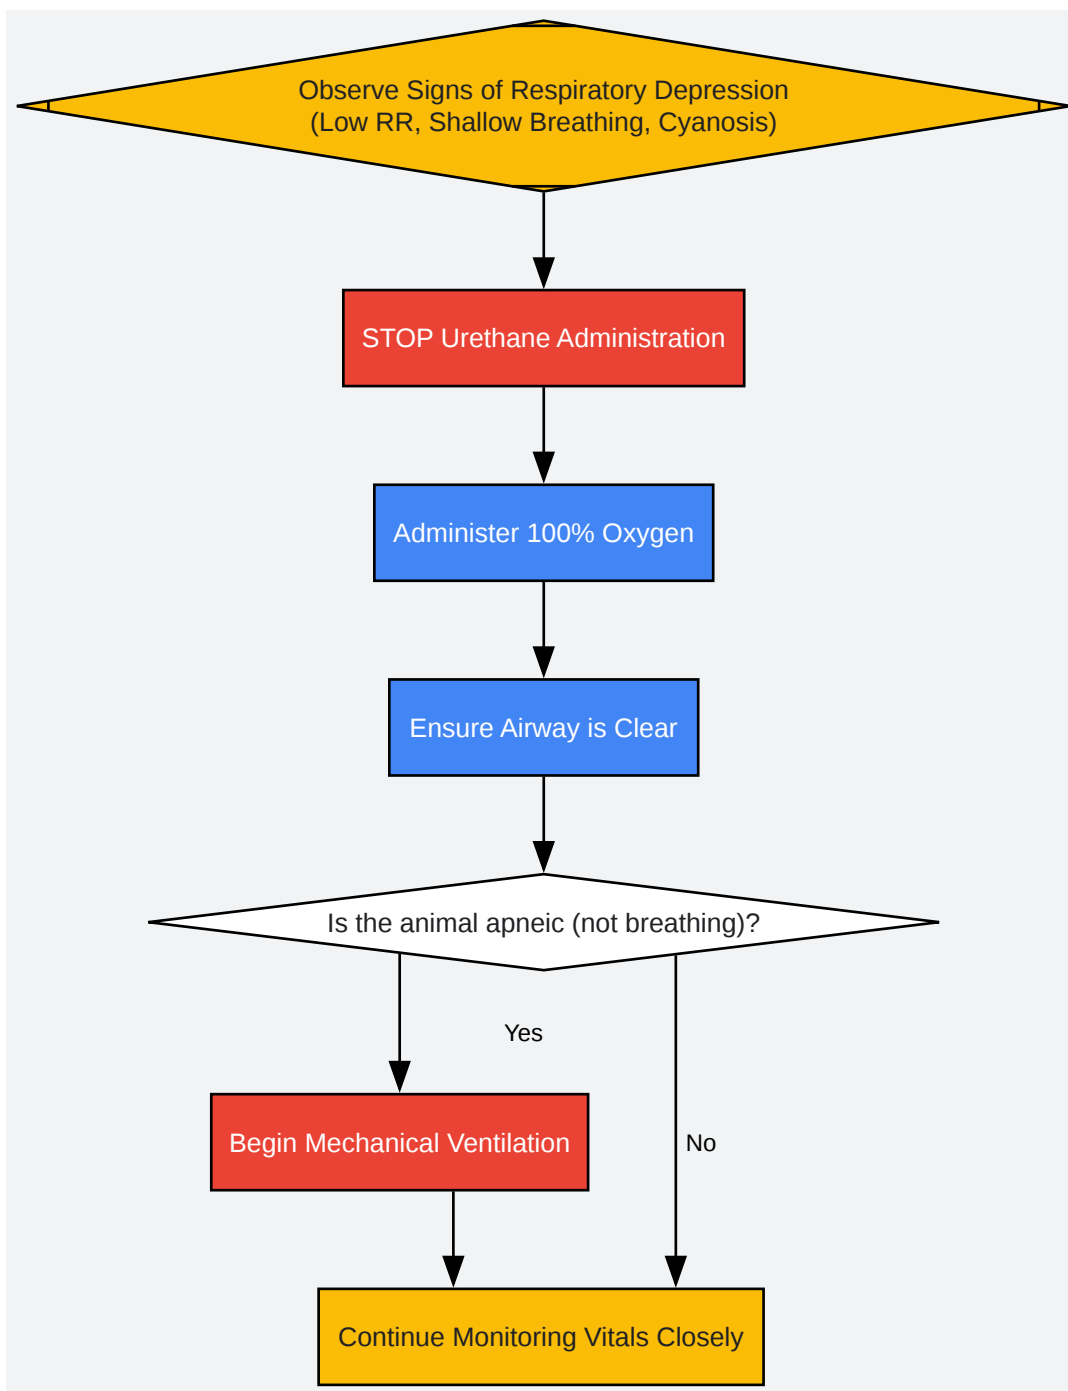 Observe Signs of Respiratory Depression
(Low RR, Shallow Breathing, Cyanosis)
STOP Urethane Administration
Administer 100% Oxygen
Ensure Airway is Clear
Is the animal apneic (not breathing)?
Yes
Begin Mechanical Ventilation
No
Continue Monitoring Vitals Closely